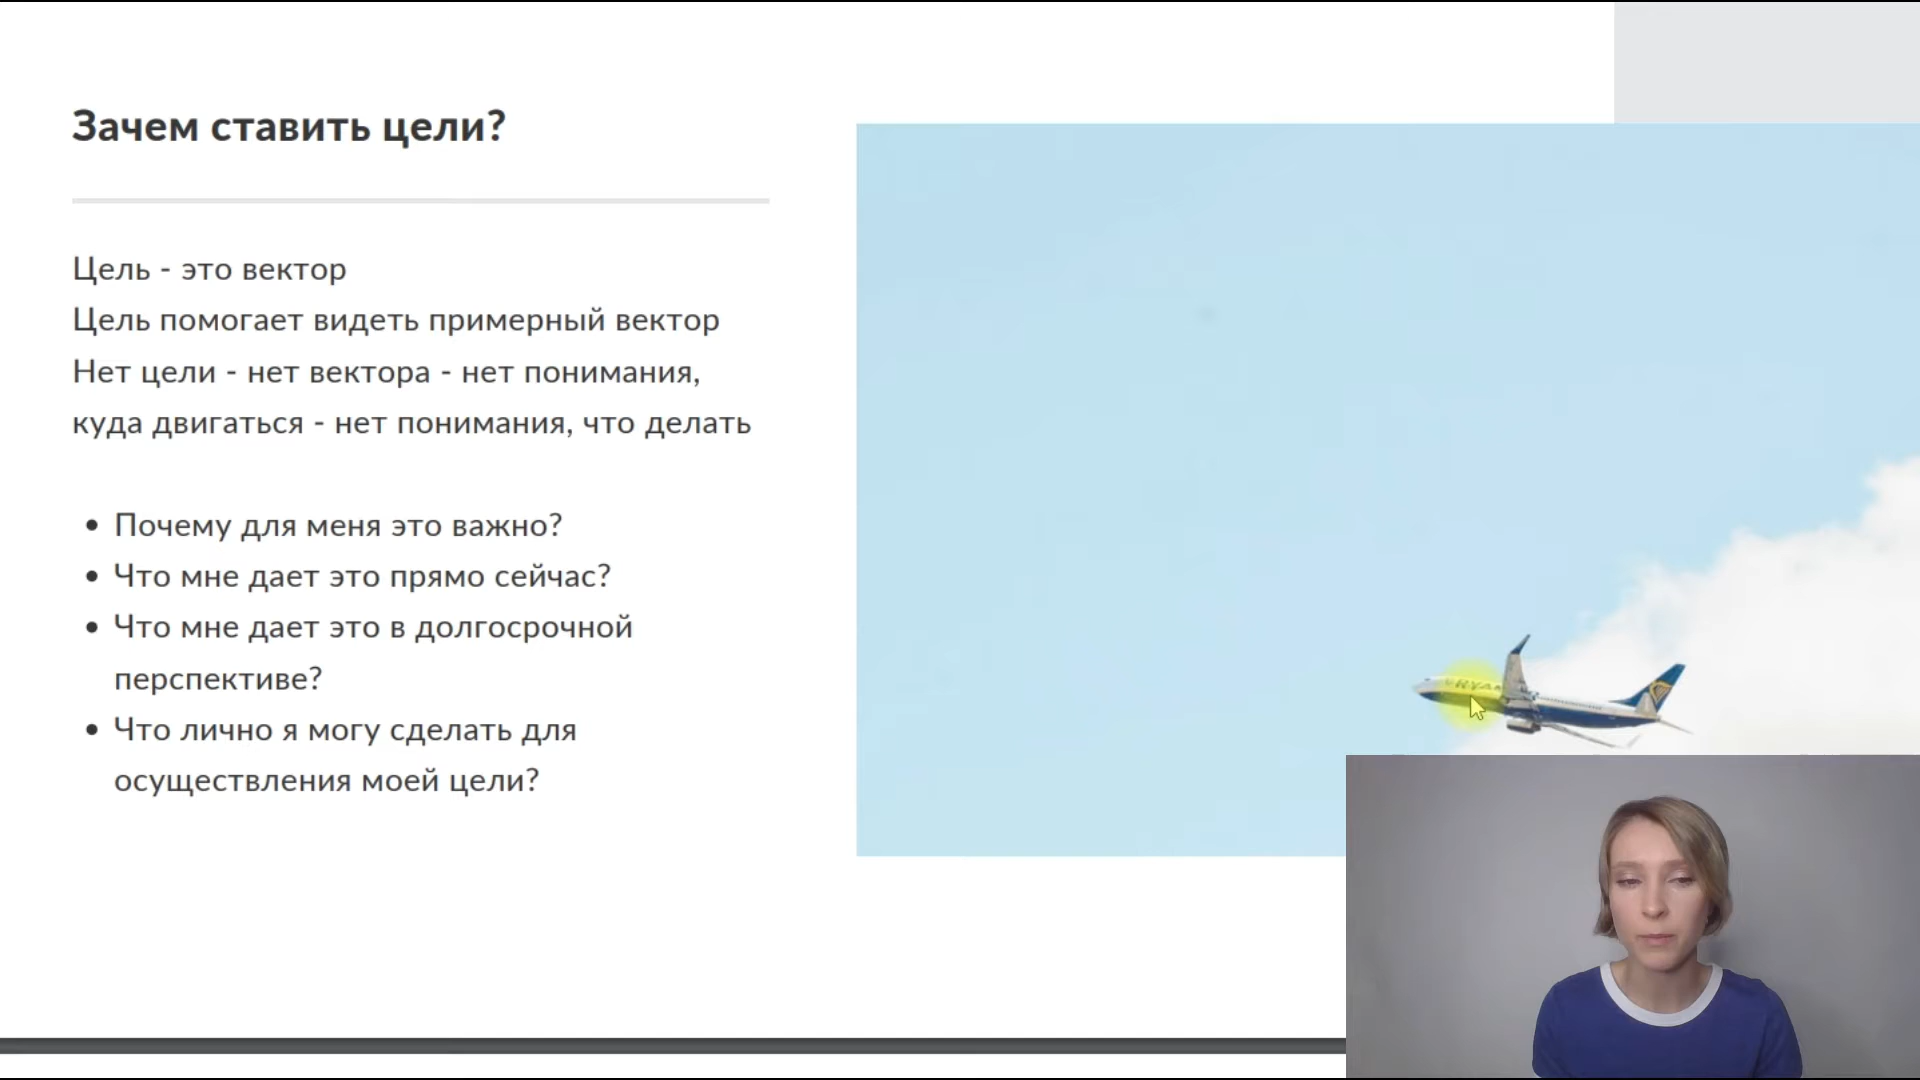 Зачем ставить цели?
Цель - это вектор
Цель помогает видеть примерный вектор
Нет цели - нет вектора - нет понимания,
куда двигаться - нет понимания, что делать
• Почему для меня это важно?
• Что мне дает это прямо сейчас?
• Что мне дает это в долгосрочной
перспективе?
• Что лично я могу сделать для
осуществления моей цели?